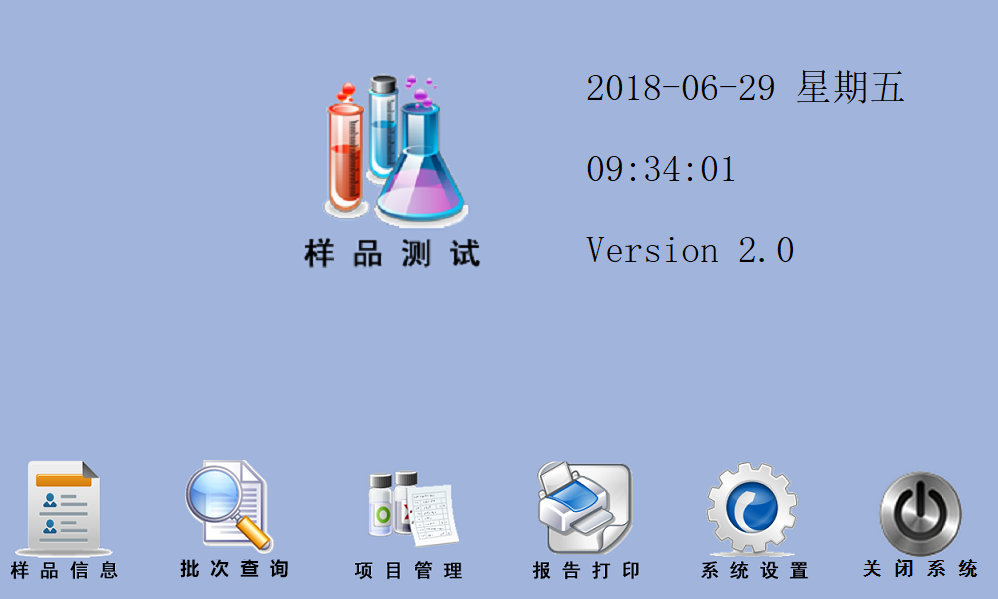 2018-06-29 星期五
09:34:01
Version 2.0
样品测试
样品信息
批次查询
项目管理
报告打印
系统设置
关闭系统